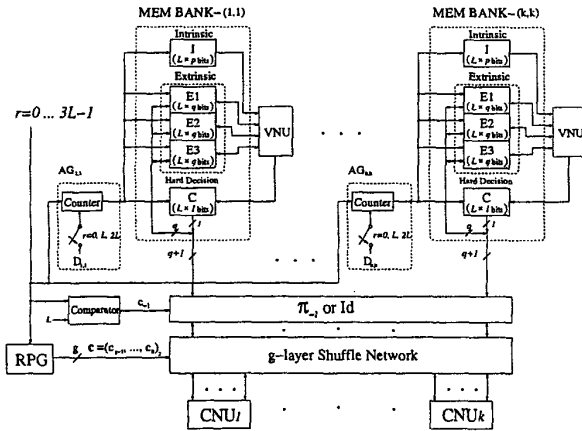 MEM BANK-(1,1)
MEM BANK-(k,k)
Intrinsic
I
(L × p bits)
Extrinsic
E1
(L × q bits)
E2
(L × q bits)
E3
(L × q bits)
VNU
Hard Decision
C
(L × 1 bits)
Intrinsic
I
(L × p bits)
Extrinsic
E1
(L × q bits)
E2
(L × q bits)
E3
(L × q bits)
VNU
Hard Decision
C
(L × 1 bits)
. . .
r=0 ... 3L-1
AG1,1
Counter
r=0, L, 2L
D1,1
AGk,k
Counter
r=0, L, 2L
Dk,k
q
1
q+1
q
1
q+1
. . .
Comparator
L
c-1
π-1 or Id
RPG
g
c=(cg-1, ..., c0)2
g-layer Shuffle Network
. . .
. . .
CNU1
. . .
CNUk